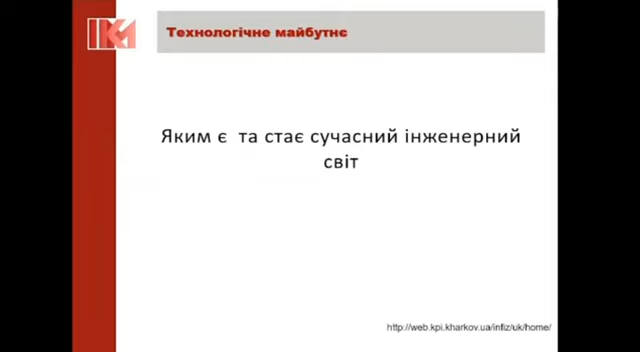 Технологічне майбутнє
Яким є та стає сучасний інженерний
світ
http://web.kpi.kharkov.ua/infiz/uk/home/